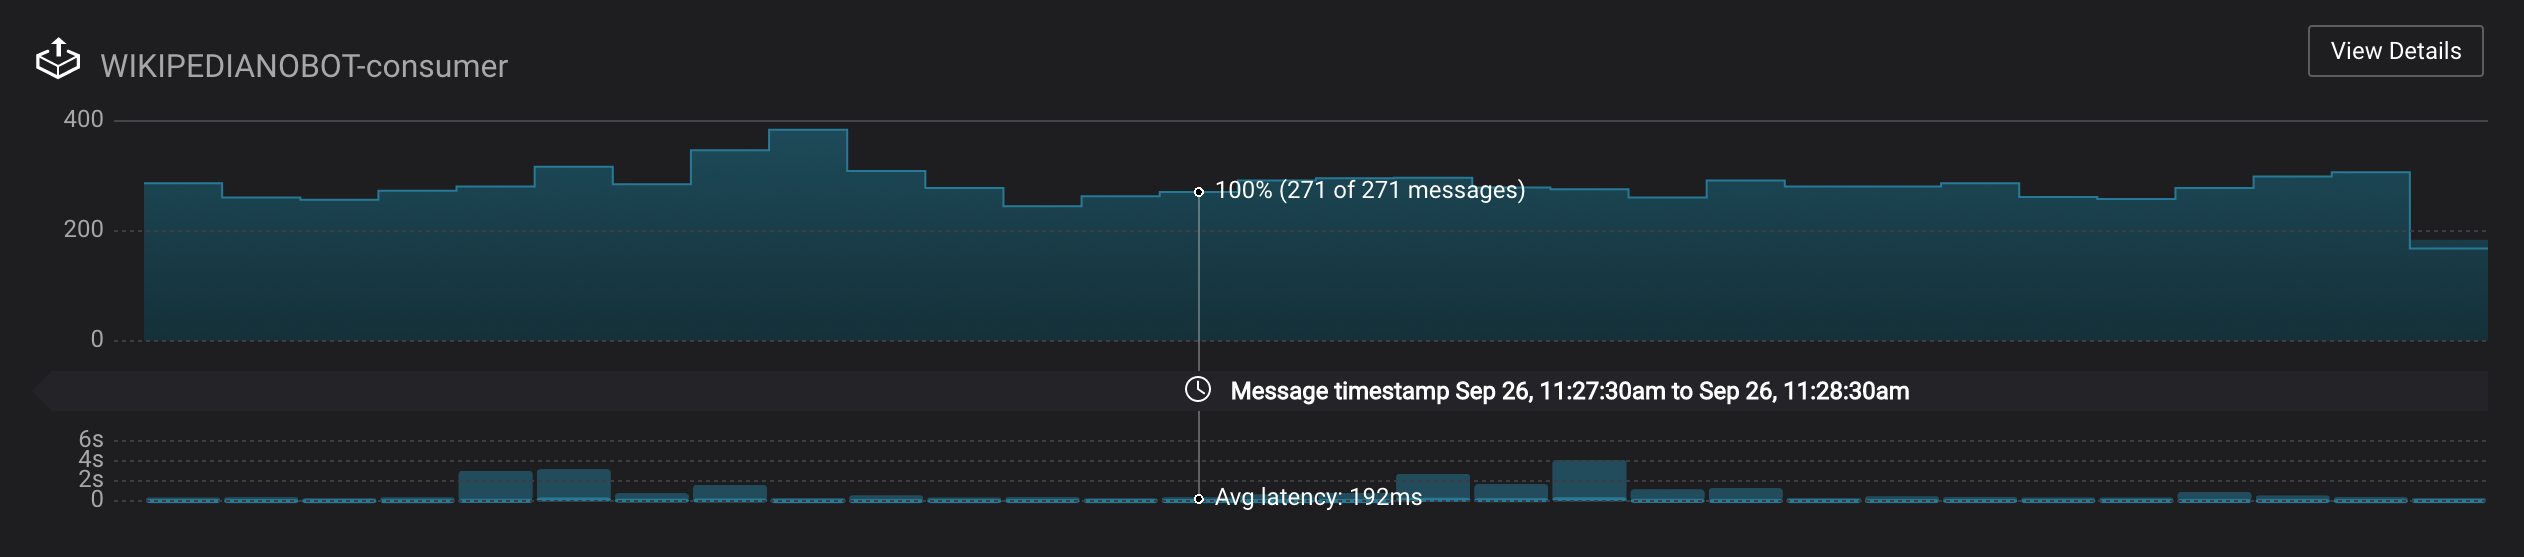 WIKIPEDIANOBOT-consumer
View Details
400
100% (271 of 271 messages)
200
0
Message timestamp Sep 26, 11:27:30am to Sep 26, 11:28:30am
6s
4s
2s
0
Avg latency: 192ms